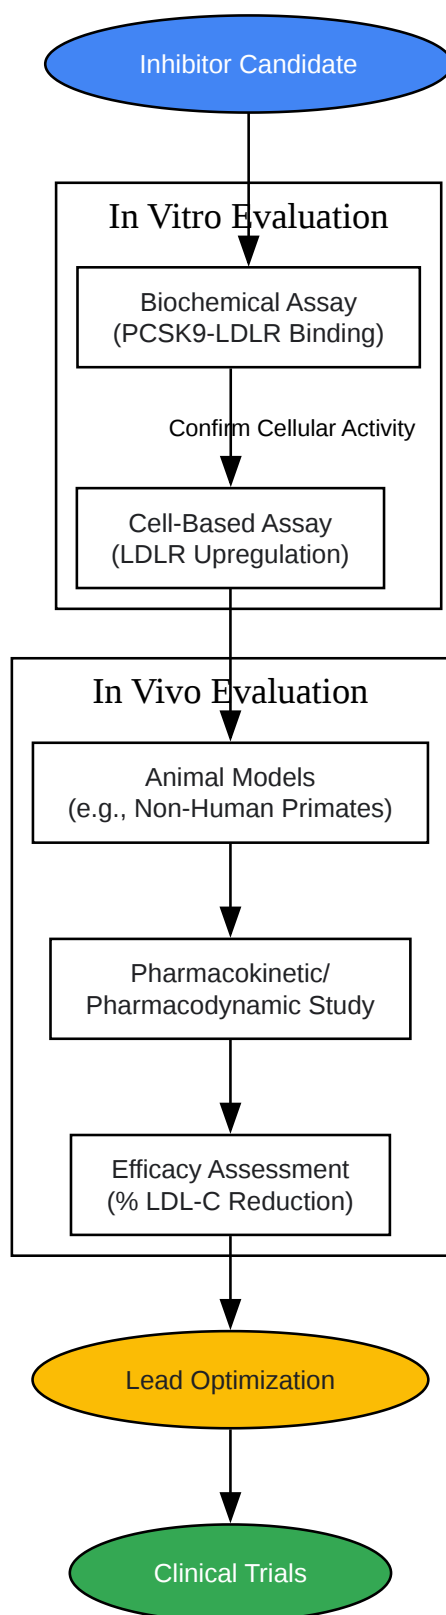 Inhibitor Candidate
In Vitro Evaluation
Biochemical Assay
(PCSK9-LDLR Binding)
Confirm Cellular Activity
Cell-Based Assay
(LDLR Upregulation)
In Vivo Evaluation
Animal Models
(e.g., Non-Human Primates)
Pharmacokinetic/
Pharmacodynamic Study
Efficacy Assessment
(% LDL-C Reduction)
Lead Optimization
Clinical Trials